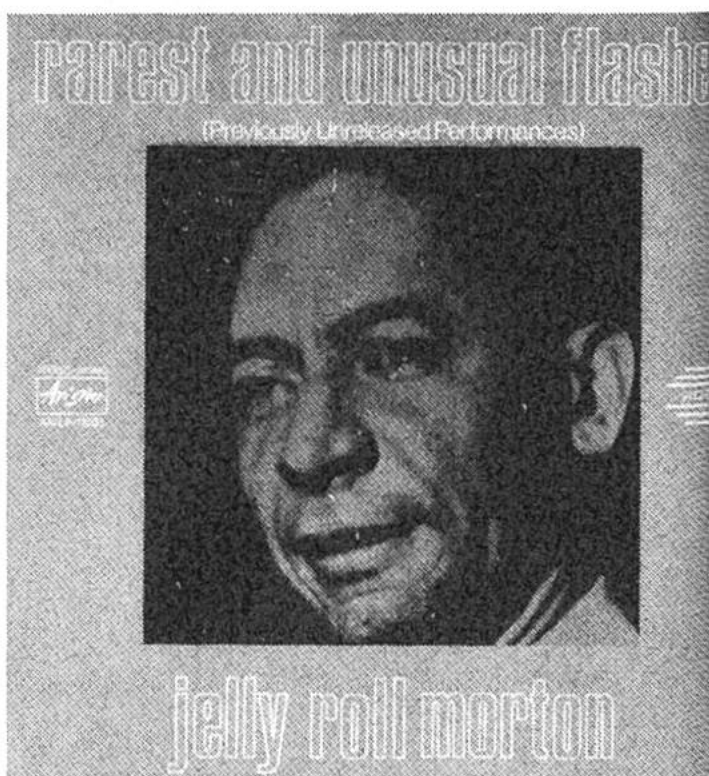 rarest and unusual flashe
(Previously Unreleased Performances)
jelly roll morton